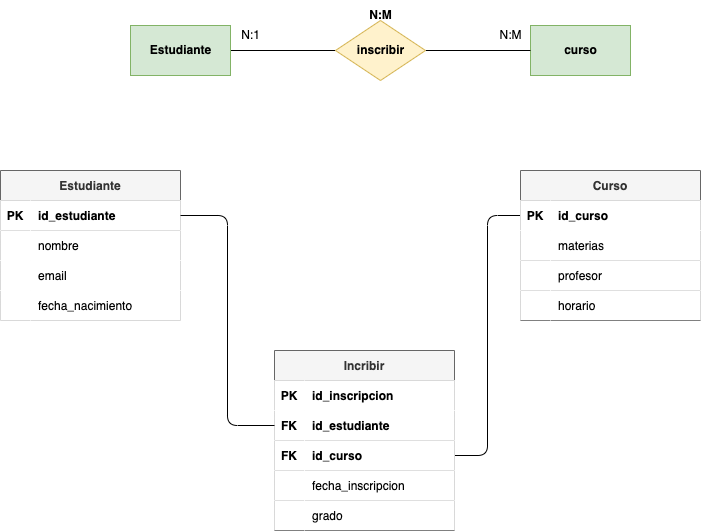 N:M
N:1
N:M
Estudiante
inscribir
curso
Estudiante
PK id_estudiante
nombre
email
fecha_nacimiento
Curso
PK id_curso
materias
profesor
horario
Incribir
PK id_inscripcion
FK id_estudiante
FK id_curso
fecha_inscripcion
grado